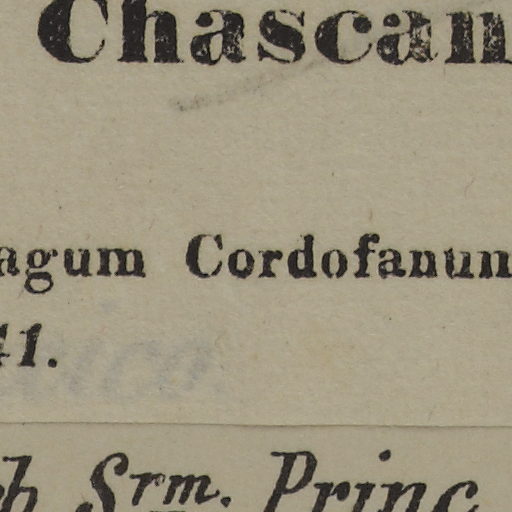 Chascan
agum Cordofanum
41.
b Srm. Princ